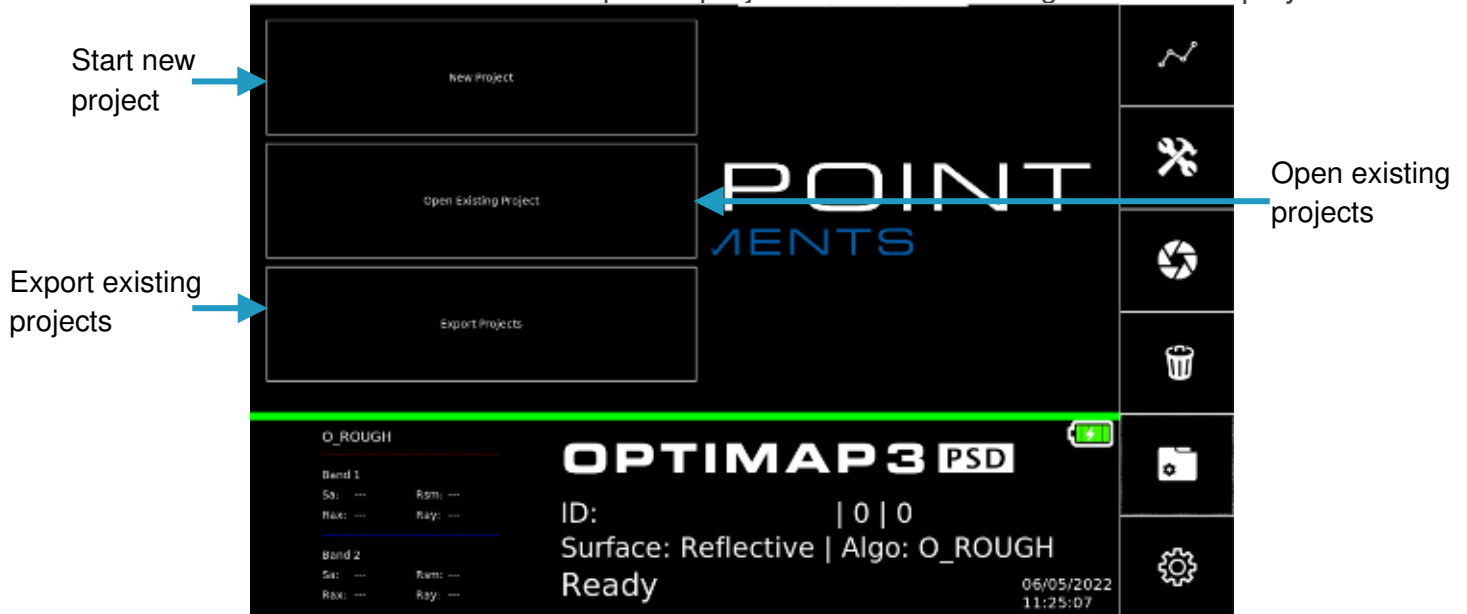 Start new
project
New Project
Open Existing Project
POINT
MENTS
Open existing
projects
Export existing
projects
Export Projects
O_ROUGH
Band 1
Sa: --- Rsm: ---
Rax: --- Ray: ---
Band 2
Sa: --- Rsm: ---
Rax: --- Ray: ---
OPTIMAP3 PSD
ID: | 0 | 0
Surface: Reflective | Algo: O_ROUGH
Ready
06/05/2022
11:25:07